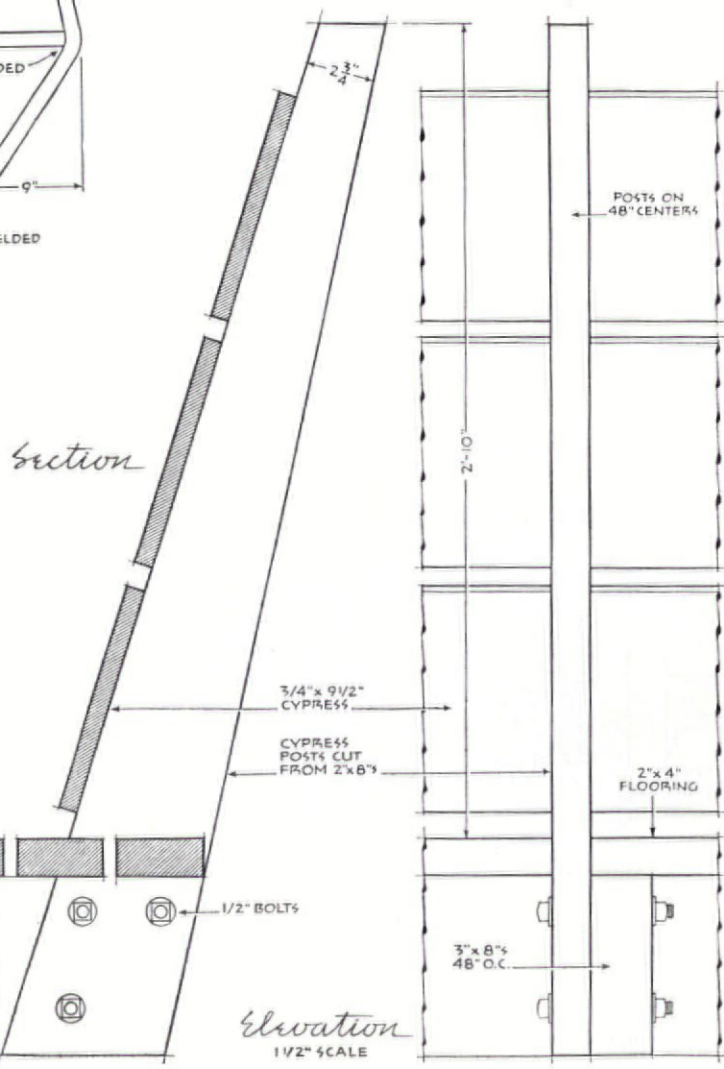 DED
2 3/4"
9"
ELDED
POSTS ON
48" CENTERS
2'-10"
Section
3/4" x 9 1/2"
CYPRESS
CYPRESS
POSTS CUT
FROM 2"x8"s
2"x 4"
FLOORING
1/2" BOLTS
3"x 8"s
48" O.C.
Elevation
1 1/2" SCALE